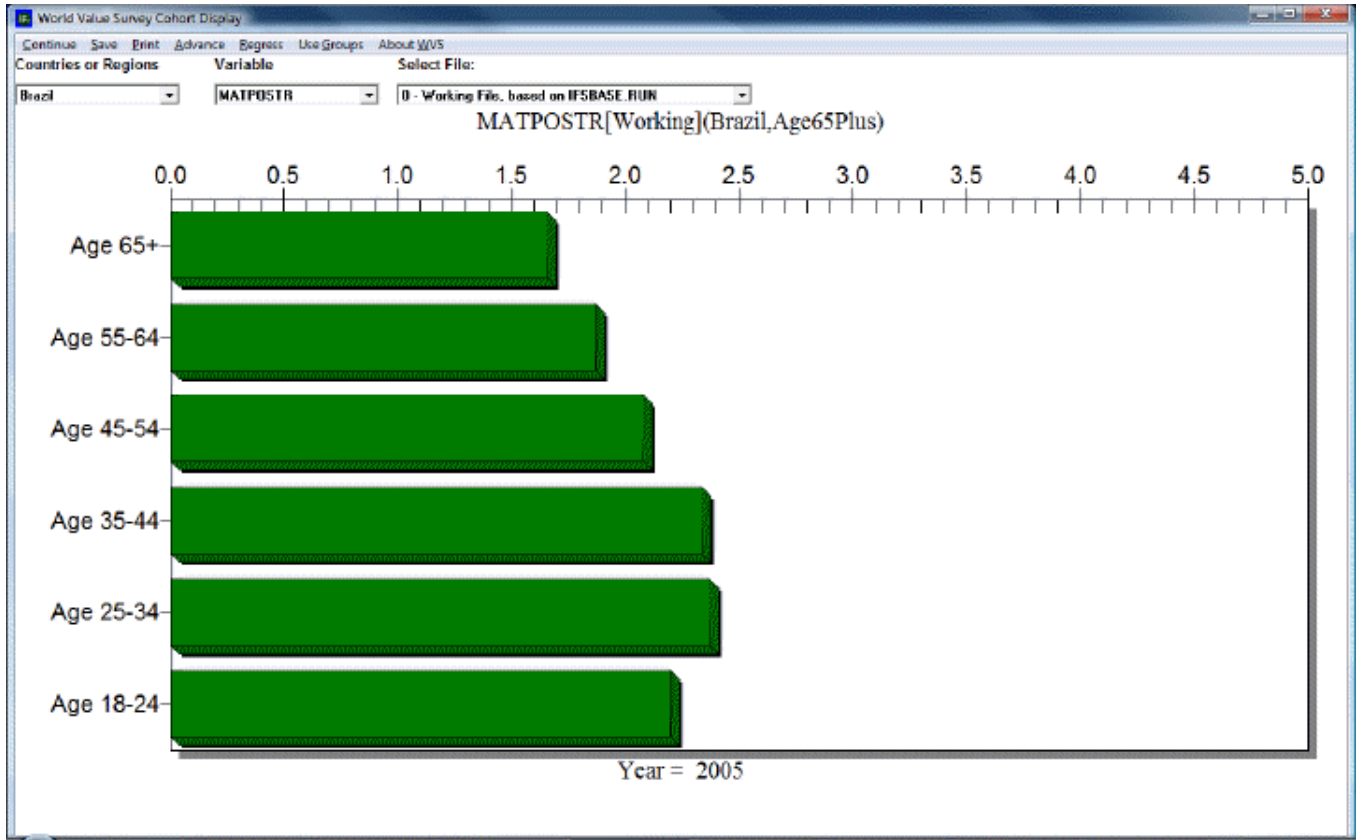 World Value Survey Cohort Display
Continue Save Print Advance Regress Use Groups About WVS
Countries or Regions Variable Select File:
Brazil MATPOSTR 0 - Working File, based on IFSBASE.RUN
MATPOSTR[Working](Brazil,Age65Plus)
0.0 0.5 1.0 1.5 2.0 2.5 3.0 3.5 4.0 4.5 5.0
Age 65+
Age 55-64
Age 45-54
Age 35-44
Age 25-34
Age 18-24
Year = 2005